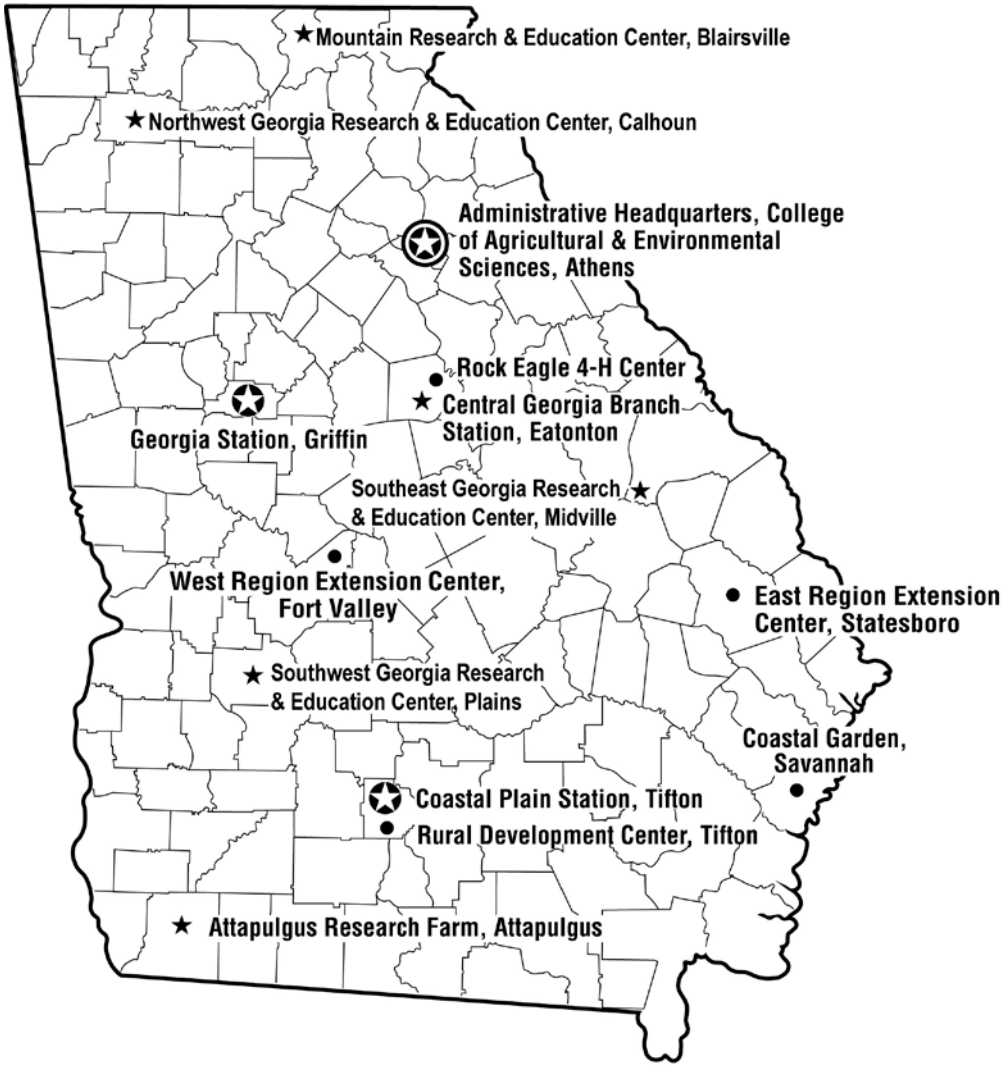 Mountain Research & Education Center, Blairsville
Northwest Georgia Research & Education Center, Calhoun
Administrative Headquarters, College
of Agricultural & Environmental
Sciences, Athens
Rock Eagle 4-H Center
Central Georgia Branch
Station, Eatonton
Georgia Station, Griffin
Southeast Georgia Research
& Education Center, Midville
West Region Extension Center,
Fort Valley
East Region Extension
Center, Statesboro
Southwest Georgia Research
& Education Center, Plains
Coastal Garden,
Savannah
Coastal Plain Station, Tifton
Rural Development Center, Tifton
Attapulgus Research Farm, Attapulgus